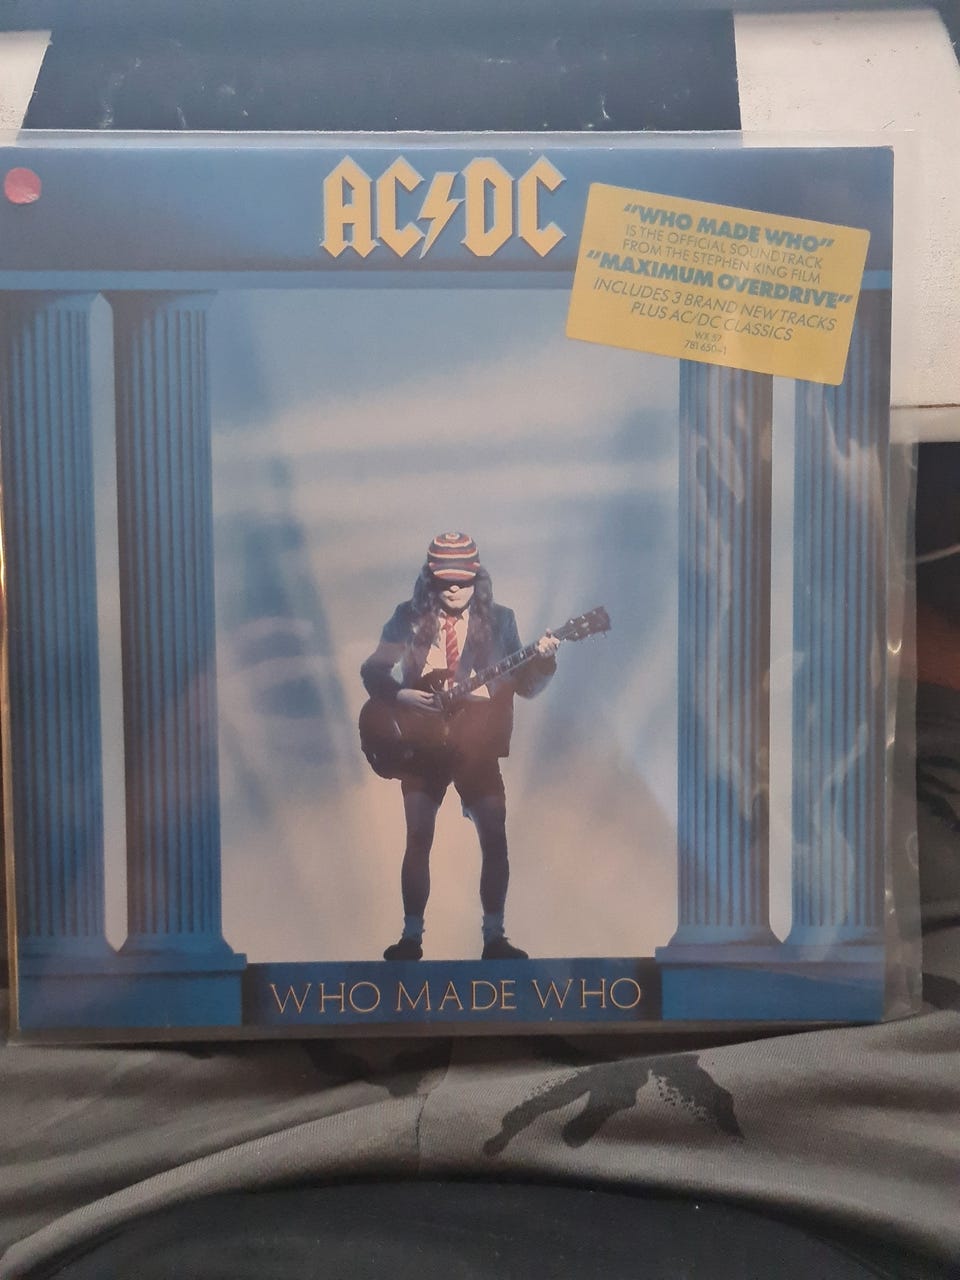 AC⚡DC
"WHO MADE WHO"
IS THE OFFICIAL SOUNDTRACK
FROM THE STEPHEN KING FILM
"MAXIMUM OVERDRIVE"
INCLUDES 3 BRAND NEW TRACKS
PLUS AC/DC CLASSICS
WX 57
781 650-1
WHO MADE WHO